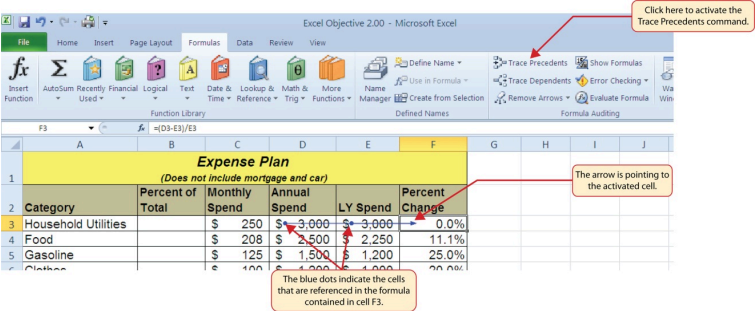 Click here to activate the
Trace Precedents command.
Excel Objective 2.00 - Microsoft Excel
File Home Insert Page Layout Formulas Data Review View
fx Insert Function
Σ AutoSum
Recently Used
Financial
Logical
Text
Date & Time
Lookup & Reference
Math & Trig
More Functions
Function Library
Name Manager
Define Name
Use in Formula
Create from Selection
Defined Names
Trace Precedents
Trace Dependents
Remove Arrows
Show Formulas
Error Checking
Evaluate Formula
Formula Auditing
F3 fx =(D3-E3)/E3
A B C D E F G H I J
1 Expense Plan
(Does not include mortgage and car)
2 Category Percent of Total Monthly Spend Annual Spend LY Spend Percent Change
3 Household Utilities $ 250 $ 3,000 $ 3,000 0.0%
4 Food $ 208 $ 2,500 $ 2,250 11.1%
5 Gasoline $ 125 $ 1,500 $ 1,200 25.0%
The arrow is pointing to
the activated cell.
The blue dots indicate the cells
that are referenced in the formula
contained in cell F3.